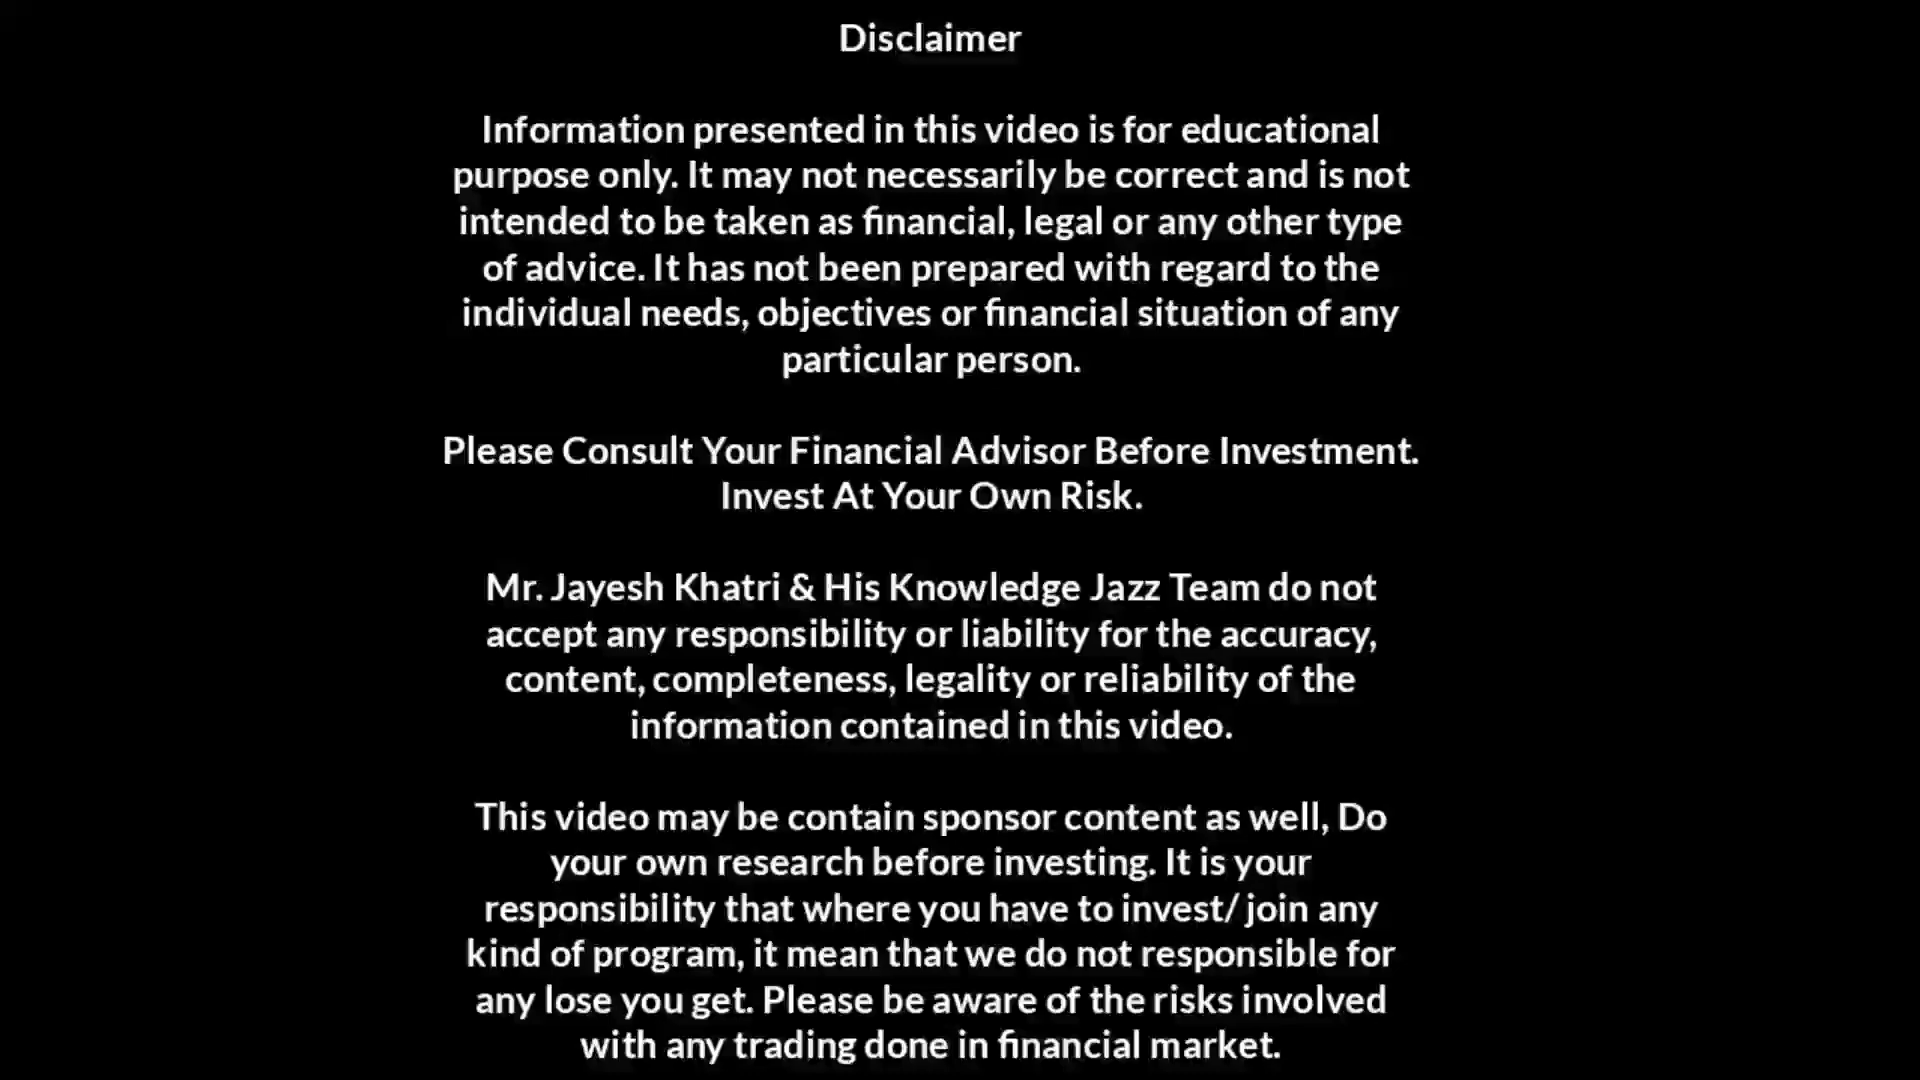 Disclaimer
Information presented in this video is for educational
purpose only. It may not necessarily be correct and is not
intended to be taken as financial, legal or any other type
of advice. It has not been prepared with regard to the
individual needs, objectives or financial situation of any
particular person.
Please Consult Your Financial Advisor Before Investment.
Invest At Your Own Risk.
Mr. Jayesh Khatri & His Knowledge Jazz Team do not
accept any responsibility or liability for the accuracy,
content, completeness, legality or reliability of the
information contained in this video.
This video may be contain sponsor content as well, Do
your own research before investing. It is your
responsibility that where you have to invest/ join any
kind of program, it mean that we do not responsible for
any lose you get. Please be aware of the risks involved
with any trading done in financial market.